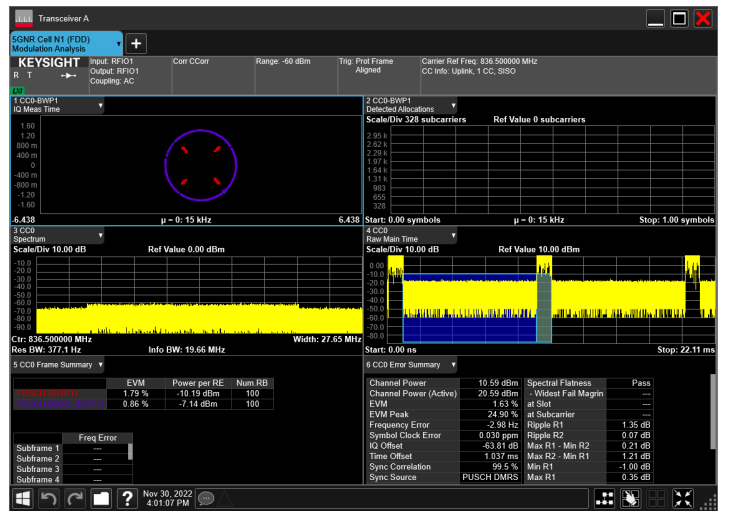 Transceiver A
5GNR Cell N1 (FDD)
Modulation Analysis
KEYSIGHT
R T
LXI
Input: RFIO1
Output: RFIO1
Coupling: AC
Corr CCorr
Range: -60 dBm
Trig: Prot Frame
Aligned
Carrier Ref Freq: 836.500000 MHz
CC Info: Uplink, 1 CC, SISO
1 CC0-BWP1
IQ Meas Time
1.60
1.20
800 m
400 m
0
-400 m
-800 m
-1.20
-1.60
-6.438 μ = 0: 15 kHz 6.438
2 CC0-BWP1
Detected Allocations
Scale/Div 328 subcarriers Ref Value 0 subcarriers
2.95 k
2.62 k
2.29 k
1.97 k
1.64 k
1.31 k
983
655
328
Start: 0.00 symbols μ = 0: 15 kHz Stop: 1.00 symbols
3 CC0
Spectrum
Scale/Div 10.00 dB Ref Value 0.00 dBm
-10.0
-20.0
-30.0
-40.0
-50.0
-60.0
-70.0
-80.0
-90.0
Ctr: 836.500000 MHz Width: 27.65 MHz
Res BW: 377.1 Hz Info BW: 19.66 MHz
4 CC0
Raw Main Time
Scale/Div 10.00 dB Ref Value 10.00 dBm
0.00
-10.0
-20.0
-30.0
-40.0
-50.0
-60.0
-70.0
-80.0
Start: 0.00 ns Stop: 22.11 ms
5 CC0 Frame Summary
EVM Power per RE Num.RB
PUSCH (BWP1) 1.79 % -10.19 dBm 100
0.86 % -7.14 dBm 100
Freq Error
Subframe 1 ---
Subframe 2 ---
Subframe 3 ---
Subframe 4 ---
6 CC0 Error Summary
Channel Power 10.59 dBm Spectral Flatness Pass
Channel Power (Active) 20.59 dBm - Widest Fail Magrin ---
EVM 1.63 % at Slot ---
EVM Peak 24.90 % at Subcarrier ---
Frequency Error -2.98 Hz Ripple R1 1.35 dB
Symbol Clock Error 0.030 ppm Ripple R2 0.07 dB
IQ Offset -63.81 dB Max R1 - Min R2 0.21 dB
Time Offset 1.037 ms Max R2 - Min R1 1.21 dB
Sync Correlation 99.5 % Min R1 -1.00 dB
Sync Source PUSCH DMRS Max R1 0.35 dB
Nov 30, 2022
4:01:07 PM